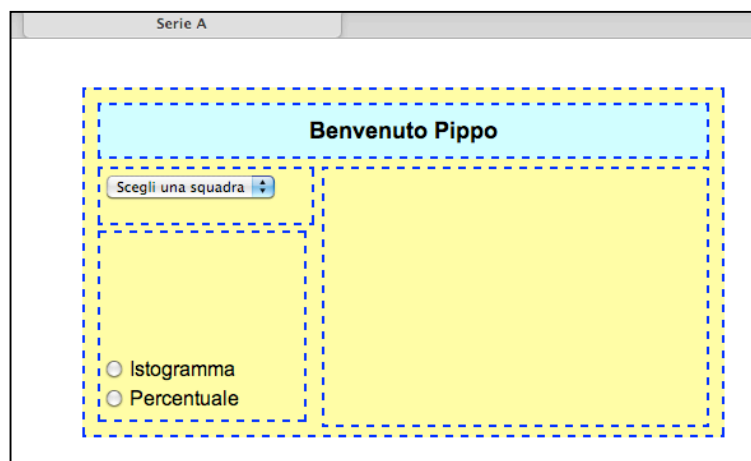 Serie A
Benvenuto Pippo
Scegli una squadra
Istogramma
Percentuale